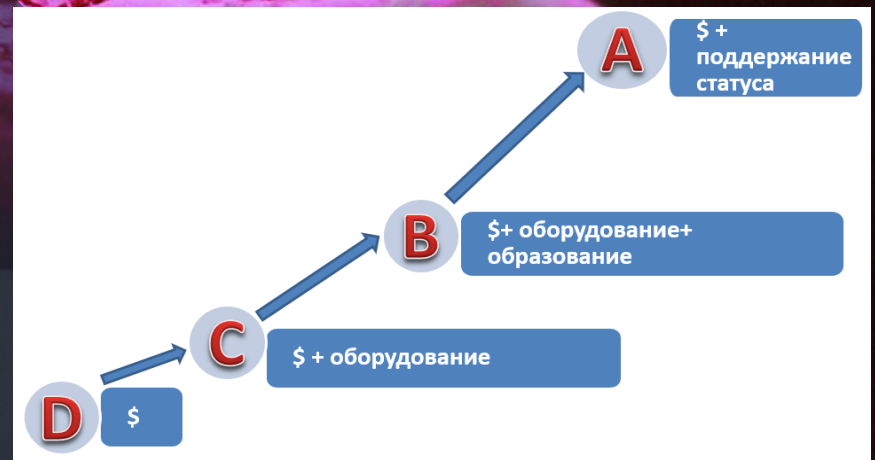 A
$ +
поддержание
статуса
B
$+ оборудование+
образование
C
$ + оборудование
D
$